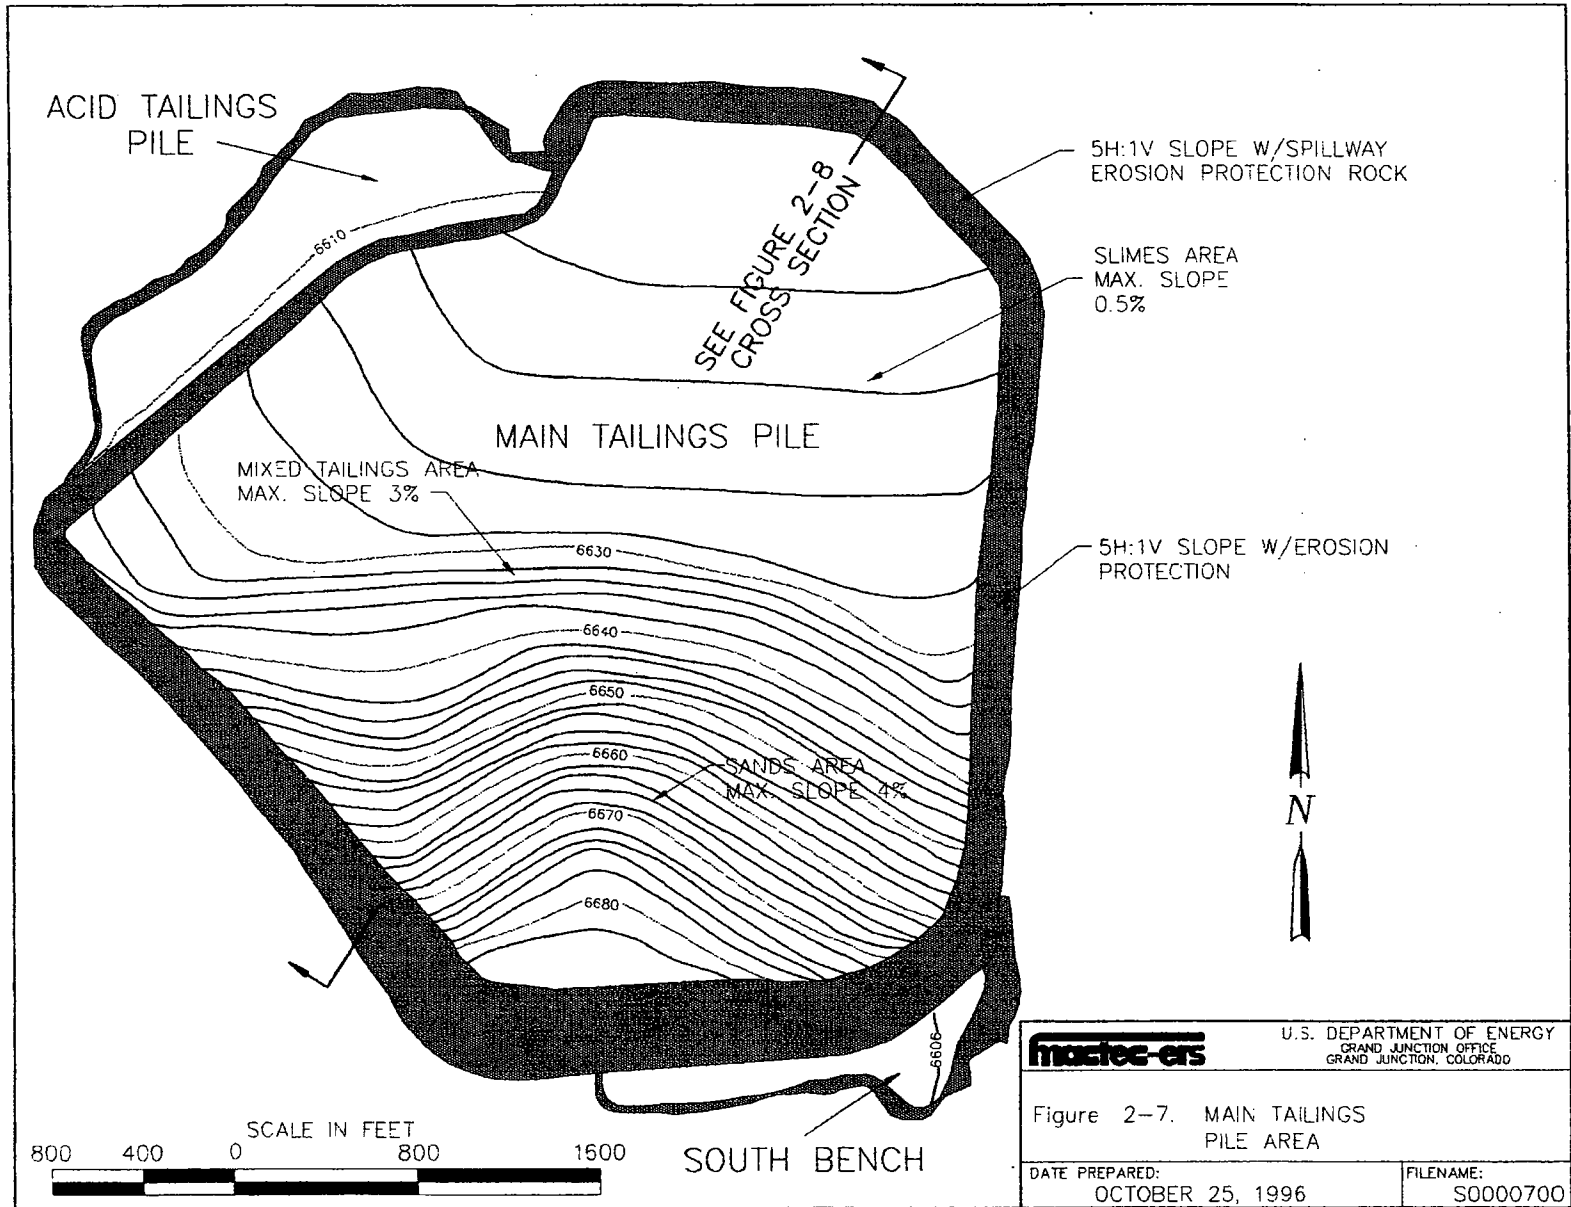 ACID TAILINGS
PILE
5H:1V SLOPE W/SPILLWAY
EROSION PROTECTION ROCK
SEE FIGURE 2-8
CROSS SECTION
SLIMES AREA
MAX. SLOPE
0.5%
6610
MAIN TAILINGS PILE
MIXED TAILINGS AREA
MAX. SLOPE 3%
6630
5H:1V SLOPE W/EROSION
PROTECTION
6640
6650
6660
SANDS AREA
MAX. SLOPE 4%
6670
6680
N
6606
SOUTH BENCH
SCALE IN FEET
800 400 0 800 1600
mactec-ers
U.S. DEPARTMENT OF ENERGY
GRAND JUNCTION OFFICE
GRAND JUNCTION, COLORADO
Figure 2-7. MAIN TAILINGS
PILE AREA
DATE PREPARED:
OCTOBER 25, 1996
FILENAME:
S0000700